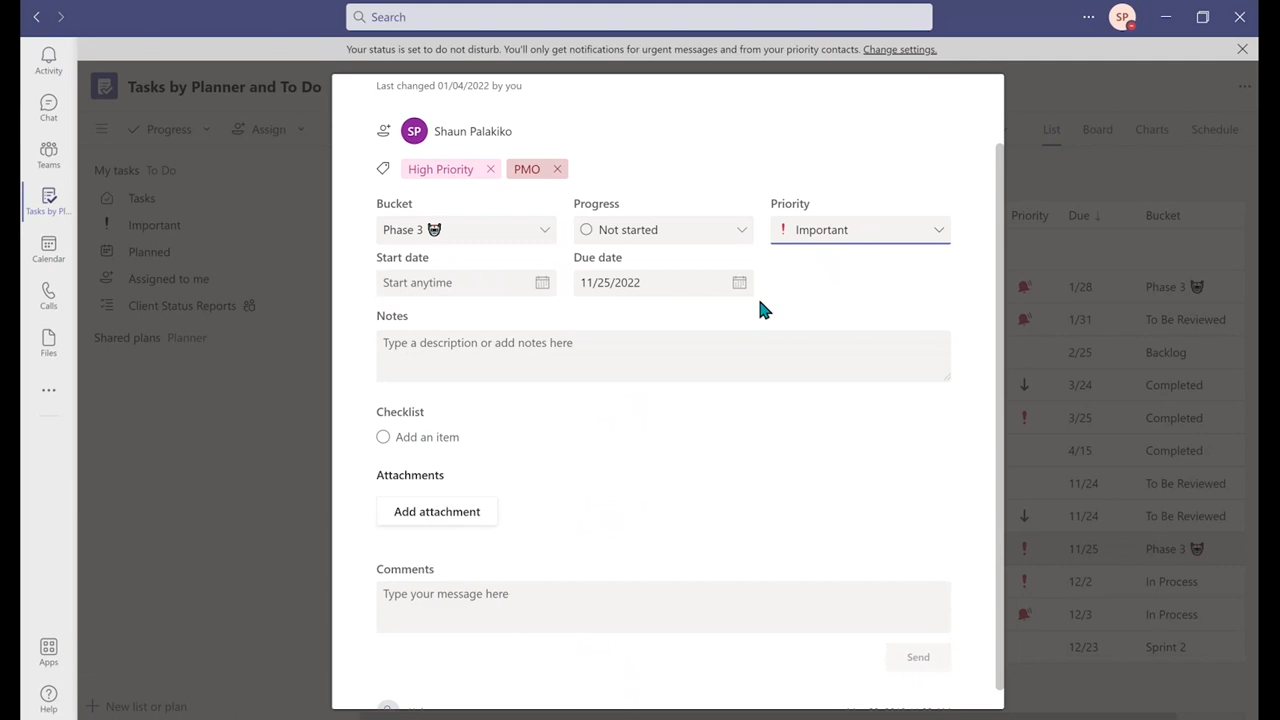 Search
SP
Your status is set to do not disturb. You'll only get notifications for urgent messages and from your priority contacts. Change settings.
Activity
Chat
Teams
Tasks by Pl...
Calendar
Calls
Files
Apps
Help
Tasks by Planner and To Do
Progress
Assign
List
Board
Charts
Schedule
My tasks To Do
Tasks
Important
Planned
Assigned to me
Client Status Reports
Shared plans Planner
New list or plan
Last changed 01/04/2022 by you
SP Shaun Palakiko
High Priority
PMO
Bucket
Progress
Priority
Phase 3
Not started
Important
Start date
Due date
Start anytime
11/25/2022
Notes
Type a description or add notes here
Checklist
Add an item
Attachments
Add attachment
Comments
Type your message here
Send
Priority Due ↓ Bucket
1/28 Phase 3
1/31 To Be Reviewed
2/25 Backlog
3/24 Completed
3/25 Completed
4/15 Completed
11/24 To Be Reviewed
11/24 To Be Reviewed
11/25 Phase 3
12/2 In Process
12/3 In Process
12/23 Sprint 2